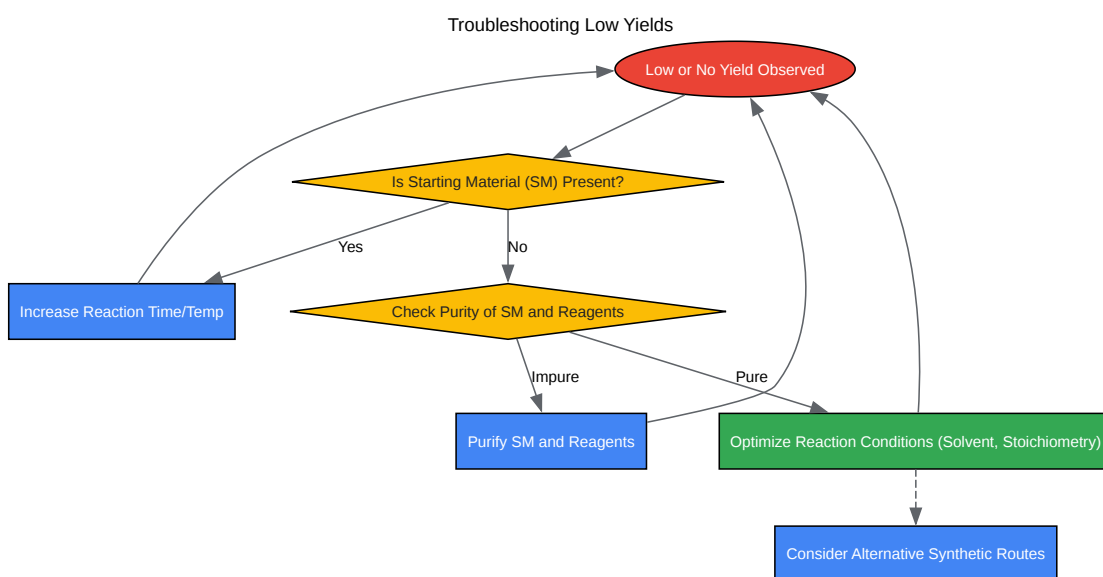 Troubleshooting Low Yields
Low or No Yield Observed
Is Starting Material (SM) Present?
Yes
No
Increase Reaction Time/Temp
Check Purity of SM and Reagents
Impure
Pure
Purify SM and Reagents
Optimize Reaction Conditions (Solvent, Stoichiometry)
Consider Alternative Synthetic Routes